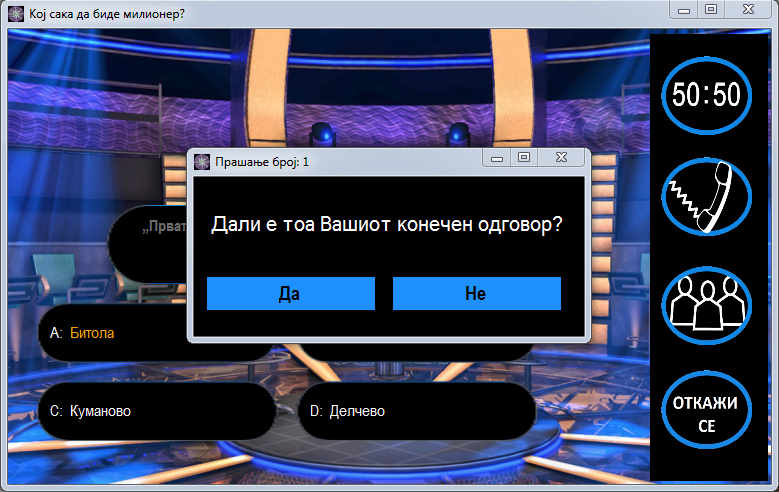 Кој сака да биде милионер?
50:50
Прашање број: 1
Дали е тоа Вашиот конечен одговор?
„Прват
Да
Не
A: Битола
C: Куманово
D: Делчево
ОТКАЖИ
СЕ